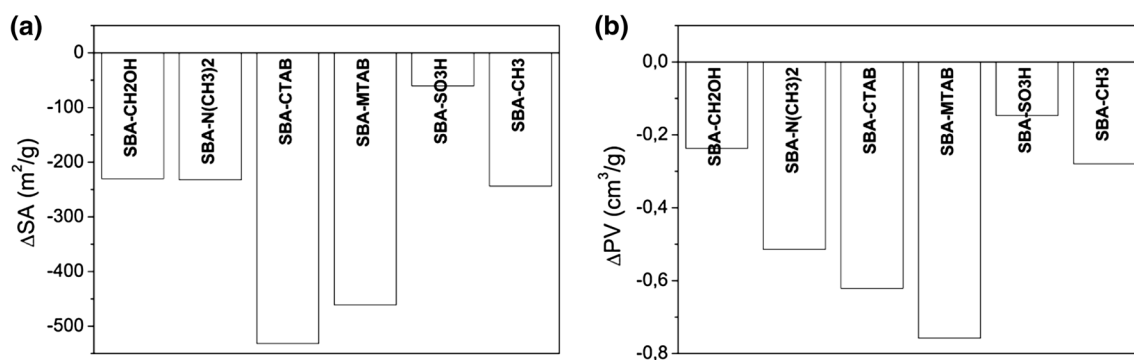 (a)
0
-100
-200
-300
-400
-500
ΔSA (m²/g)
SBA-CH2OH
SBA-N(CH3)2
SBA-CTAB
SBA-MTAB
SBA-SO3H
SBA-CH3
(b)
0,0
-0,2
-0,4
-0,6
-0,8
ΔPV (cm³/g)
SBA-CH2OH
SBA-N(CH3)2
SBA-CTAB
SBA-MTAB
SBA-SO3H
SBA-CH3